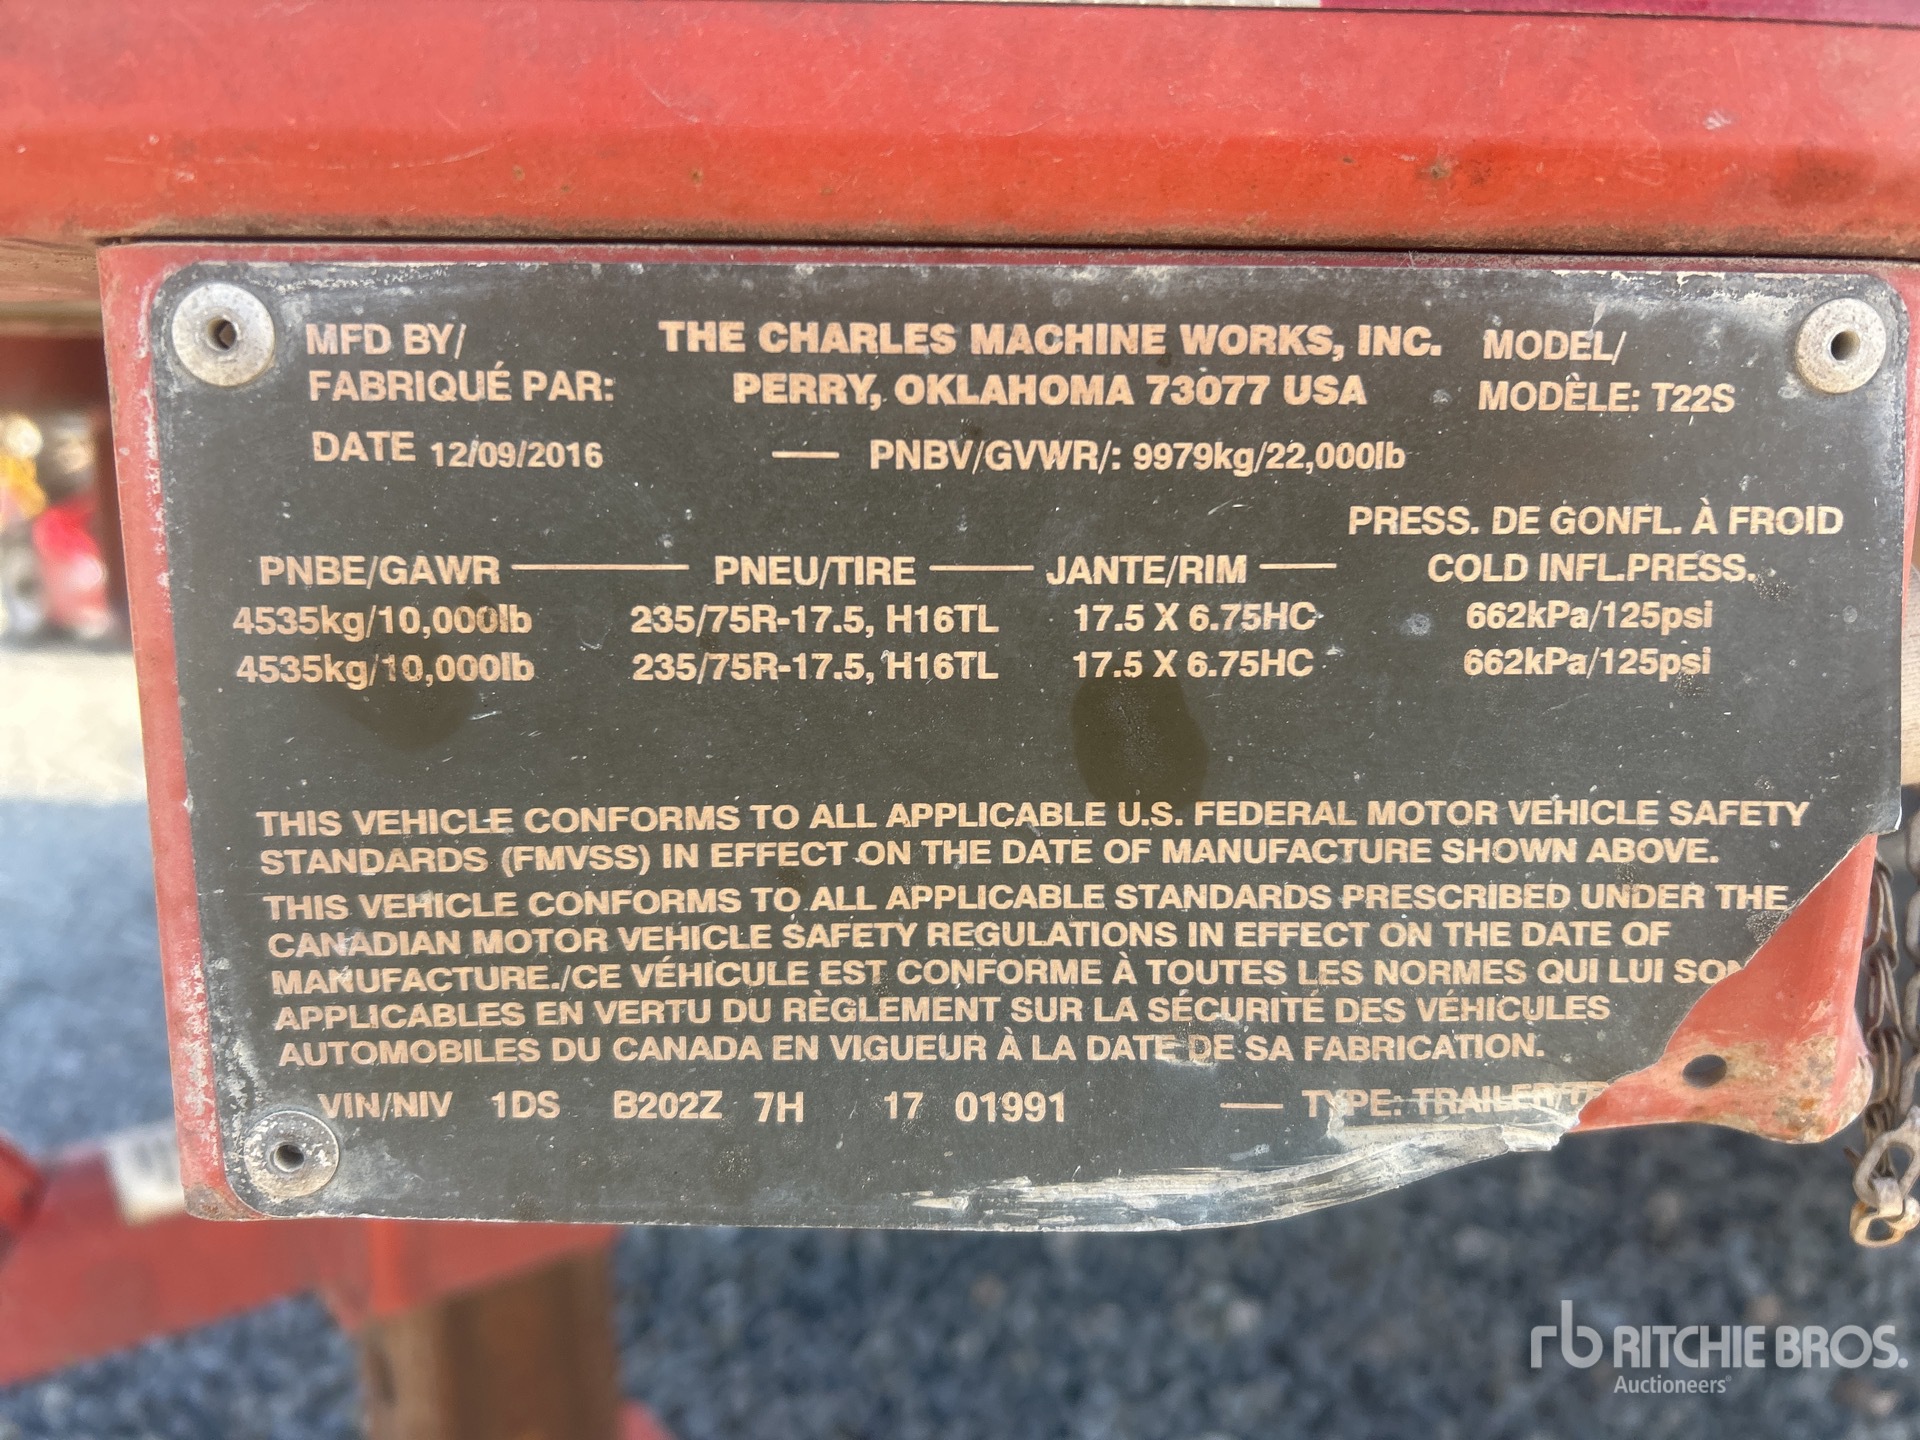 MFD BY/ THE CHARLES MACHINE WORKS, INC. MODEL/
FABRIQUÉ PAR: PERRY, OKLAHOMA 73077 USA MODÈLE: T22S
DATE 12/09/2016 — PNBV/GVWR/: 9979kg/22,000lb
PRESS. DE GONFL. À FROID
PNBE/GAWR — PNEU/TIRE — JANTE/RIM — COLD INFL.PRESS.
4535kg/10,000lb 235/75R-17.5, H16TL 17.5 X 6.75HC 662kPa/125psi
4535kg/10,000lb 235/75R-17.5, H16TL 17.5 X 6.75HC 662kPa/125psi
THIS VEHICLE CONFORMS TO ALL APPLICABLE U.S. FEDERAL MOTOR VEHICLE SAFETY
STANDARDS (FMVSS) IN EFFECT ON THE DATE OF MANUFACTURE SHOWN ABOVE.
THIS VEHICLE CONFORMS TO ALL APPLICABLE STANDARDS PRESCRIBED UNDER THE
CANADIAN MOTOR VEHICLE SAFETY REGULATIONS IN EFFECT ON THE DATE OF
MANUFACTURE./CE VÉHICULE EST CONFORME À TOUTES LES NORMES QUI LUI SON
APPLICABLES EN VERTU DU RÈGLEMENT SUR LA SÉCURITÉ DES VÉHICULES
AUTOMOBILES DU CANADA EN VIGUEUR À LA DATE DE SA FABRICATION.
VIN/NIV 1DS B202Z 7H 17 01991 — TYPE: TRAILER/
rb RITCHIE BROS.
Auctioneers